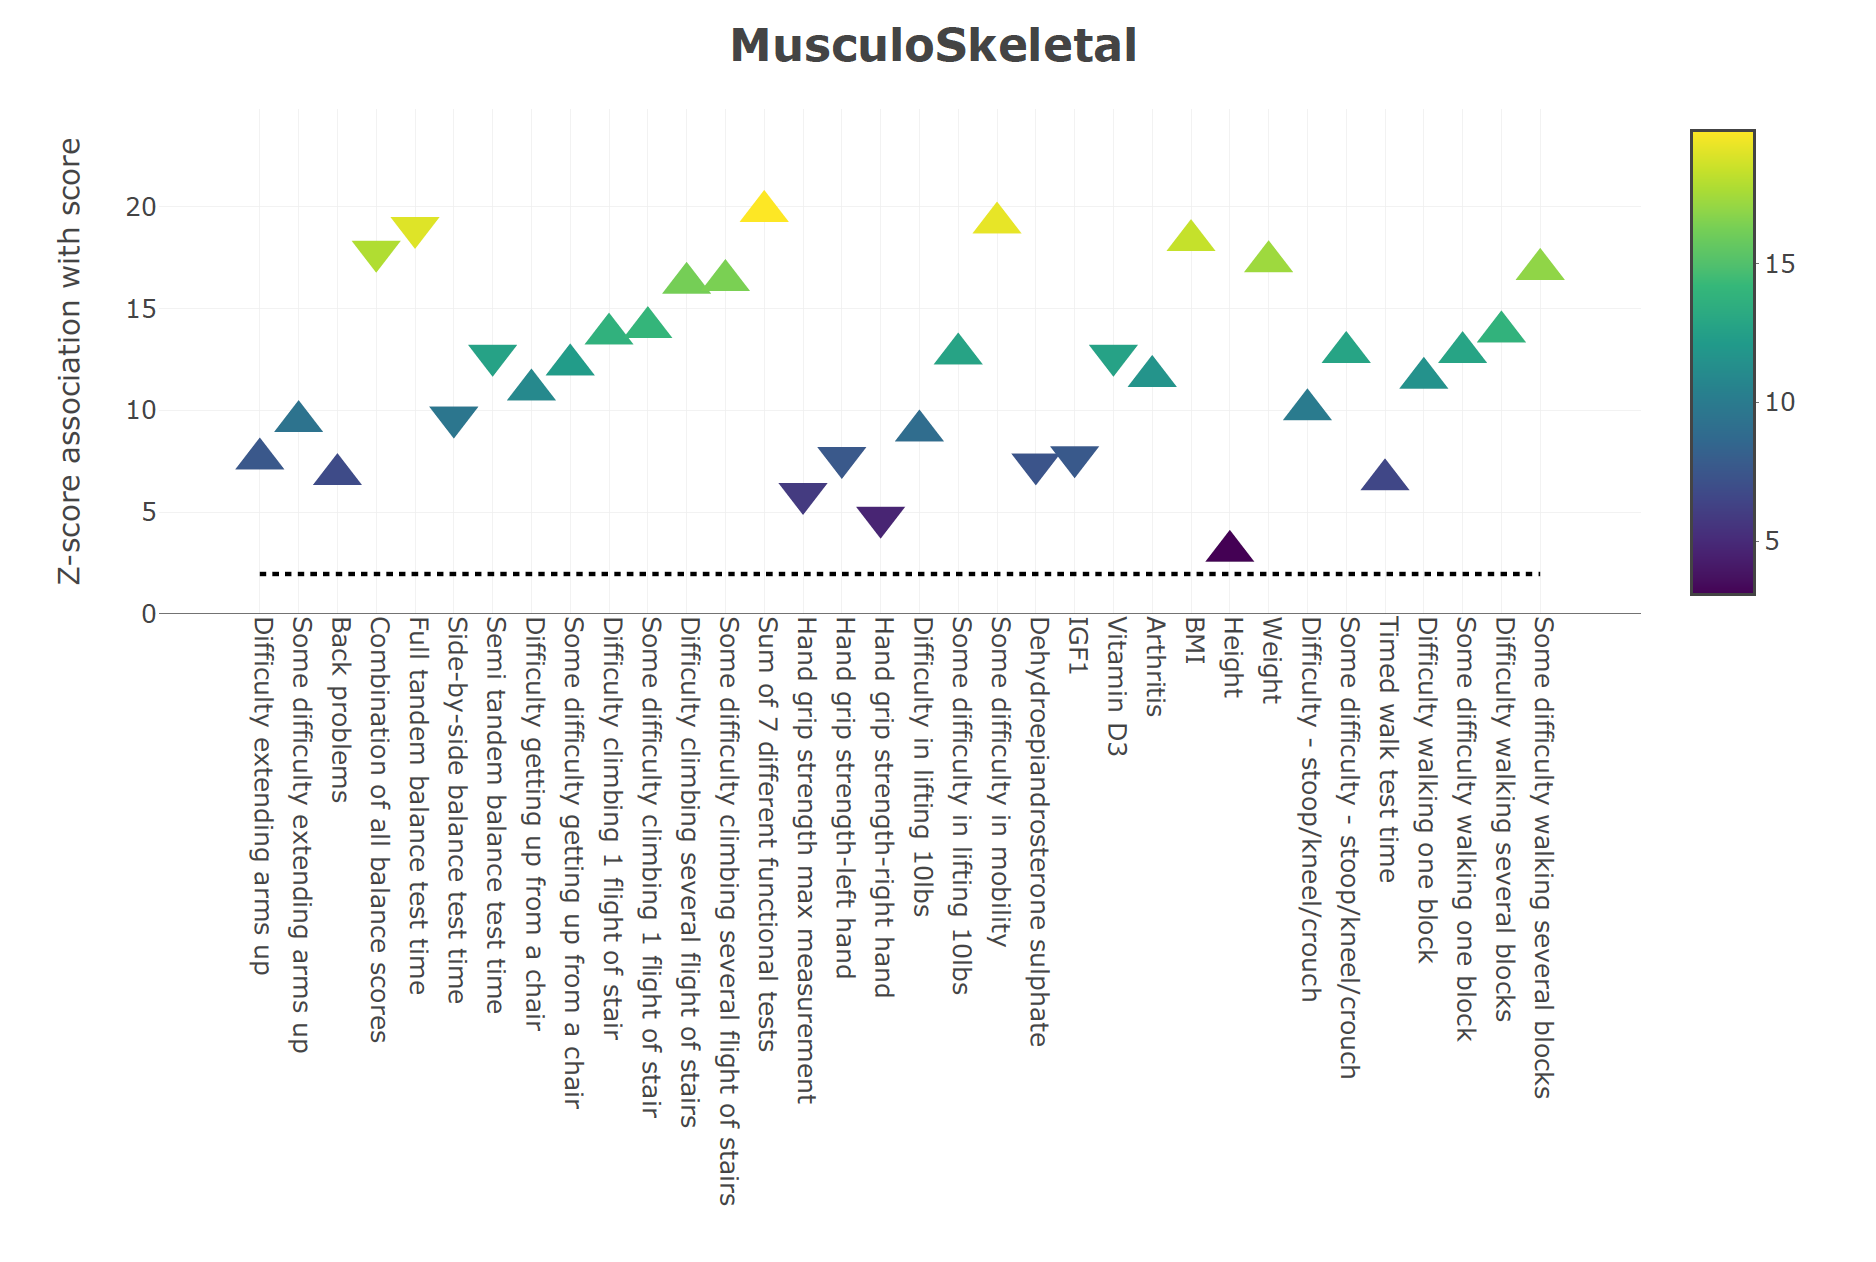 MusculoSkeletal
Z-score association with score
20
15
10
5
0
Difficulty extending arms up
Some difficulty extending arms up
Back problems
Combination of all balance scores
Full tandem balance test time
Side-by-side balance test time
Semi tandem balance test time
Difficulty getting up from a chair
Some difficulty getting up from a chair
Difficulty climbing 1 flight of stair
Some difficulty climbing 1 flight of stair
Difficulty climbing several flight of stairs
Some difficulty climbing several flight of stairs
Sum of 7 different functional tests
Hand grip strength max measurement
Hand grip strength-left hand
Hand grip strength-right hand
Difficulty in lifting 10lbs
Some difficulty in lifting 10lbs
Some difficulty in mobility
Dehydroepiandrosterone sulphate
IGF1
Vitamin D3
Arthritis
BMI
Height
Weight
Difficulty - stoop/kneel/crouch
Some difficulty - stoop/kneel/crouch
Timed walk test time
Difficulty walking one block
Some difficulty walking one block
Difficulty walking several blocks
Some difficulty walking several blocks
15
10
5